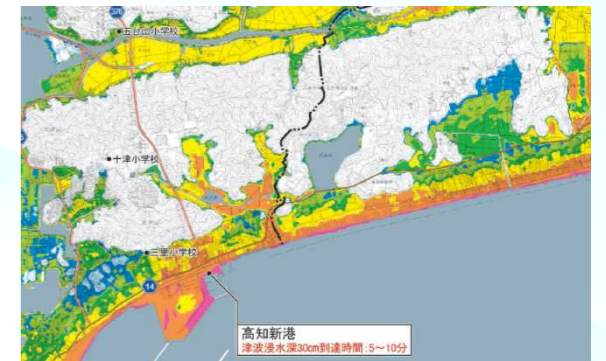 376
五台山小学校
十津小学校
三里小学校
14
高知新港
津波浸水深30cm到達時間:5～10分